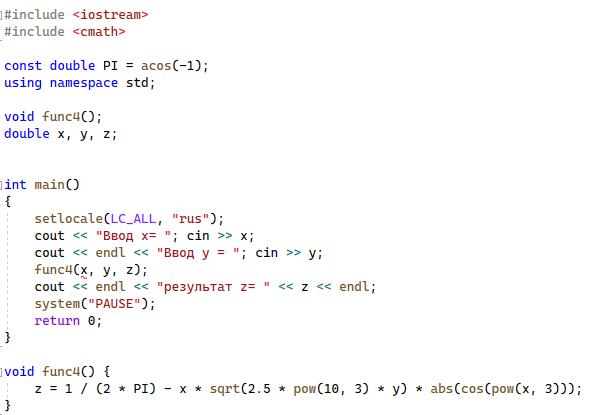 #include <iostream>
#include <cmath>
const double PI = acos(-1);
using namespace std;
void func4();
double x, y, z;
int main()
{
setlocale(LC_ALL, "rus");
cout << "Ввод x= "; cin >> x;
cout << endl << "Ввод y = "; cin >> y;
func4(x, y, z);
cout << endl << "результат z= " << z << endl;
system("PAUSE");
return 0;
}
void func4() {
z = 1 / (2 * PI) - x * sqrt(2.5 * pow(10, 3) * y) * abs(cos(pow(x, 3)));
}